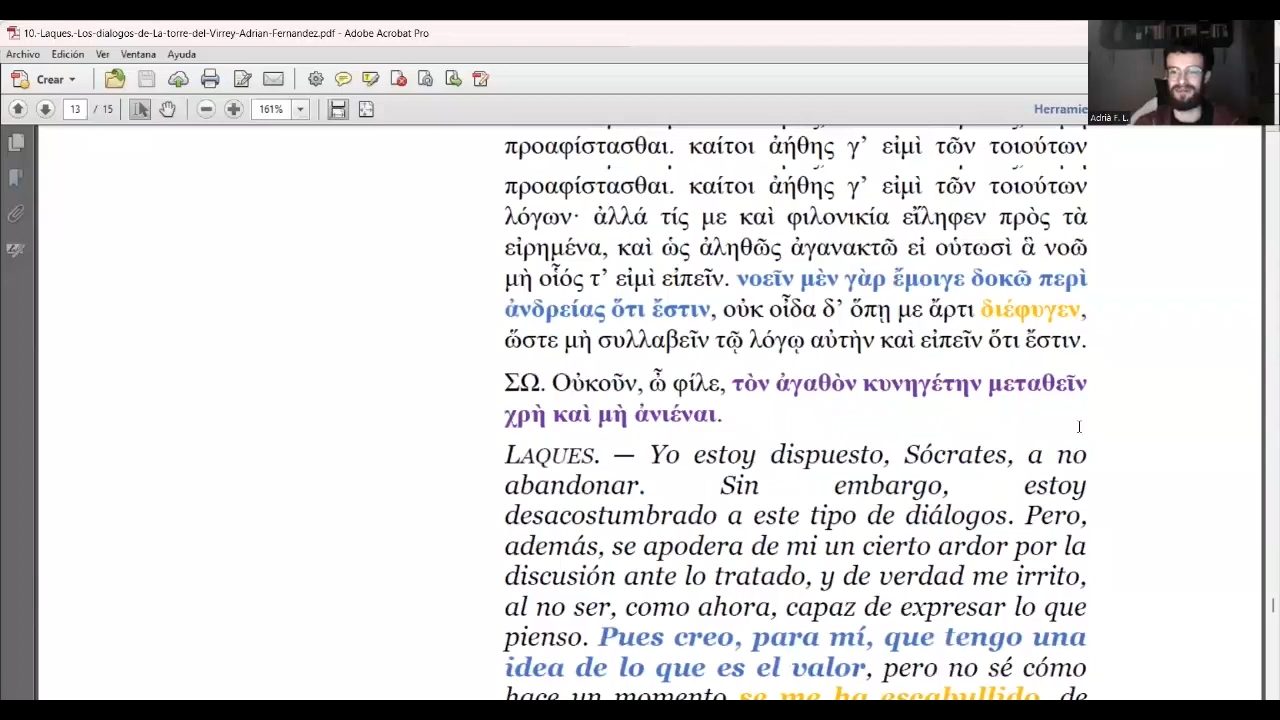 10.-Laques.-Los-dialogos-de-La-torre-del-Virrey-Adrian-Fernandez.pdf - Adobe Acrobat Pro
Archivo Edición Ver Ventana Ayuda
Crear
13 / 15 161% Herramie
Adrià F. L.
προαφίστασθαι. καίτοι ἀήθης γ’ εἰμὶ τῶν τοιούτων
προαφίστασθαι. καίτοι ἀήθης γ’ εἰμὶ τῶν τοιούτων
λόγων· ἀλλά τίς με καὶ φιλονικία εἴληφεν πρὸς τὰ
εἰρημένα, καὶ ὡς ἀληθῶς ἀγανακτῶ εἰ οὑτωσὶ ἃ νοῶ
μὴ οἷός τ’ εἰμὶ εἰπεῖν. νοεῖν μὲν γὰρ ἔμοιγε δοκῶ περὶ
ἀνδρείας ὅτι ἔστιν, οὐκ οἶδα δ’ ὅπῃ με ἄρτι διέφυγεν,
ὥστε μὴ συλλαβεῖν τῷ λόγῳ αὐτὴν καὶ εἰπεῖν ὅτι ἔστιν.
ΣΩ. Οὐκοῦν, ὦ φίλε, τὸν ἀγαθὸν κυνηγέτην μεταθεῖν
χρὴ καὶ μὴ ἀνιέναι.
LAQUES. — Yo estoy dispuesto, Sócrates, a no
abandonar. Sin embargo, estoy
desacostumbrado a este tipo de diálogos. Pero,
además, se apodera de mi un cierto ardor por la
discusión ante lo tratado, y de verdad me irrito,
al no ser, como ahora, capaz de expresar lo que
pienso. Pues creo, para mí, que tengo una
idea de lo que es el valor, pero no sé cómo
hace un momento se me ha escabullido, de